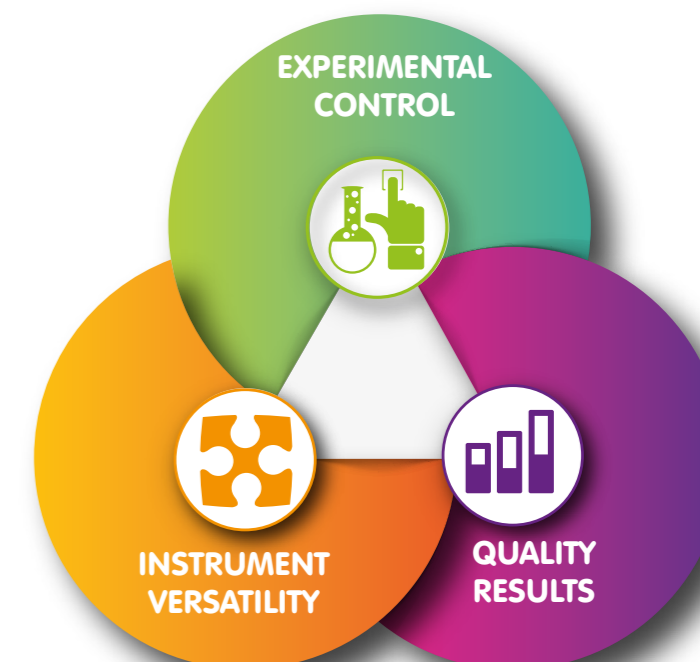 EXPERIMENTAL
CONTROL
INSTRUMENT
VERSATILITY
QUALITY
RESULTS